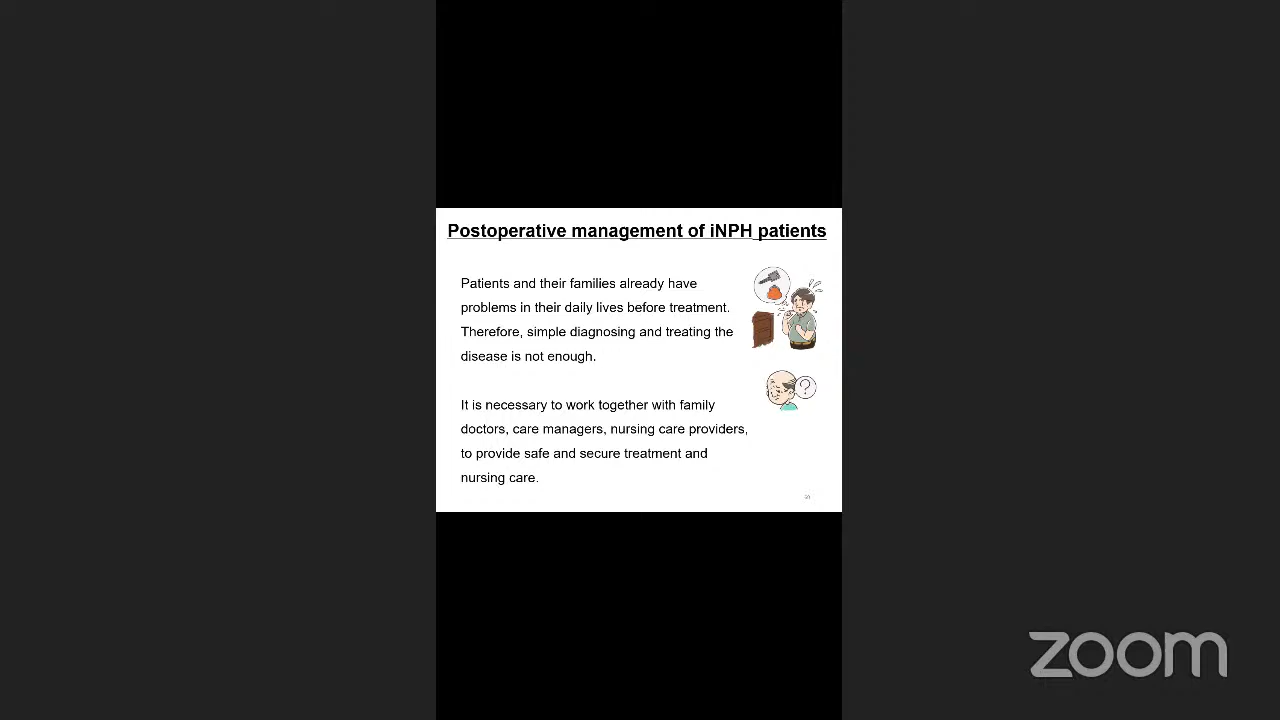 Postoperative management of iNPH patients
Patients and their families already have
problems in their daily lives before treatment.
Therefore, simple diagnosing and treating the
disease is not enough.
?
It is necessary to work together with family
doctors, care managers, nursing care providers,
to provide safe and secure treatment and
nursing care.
zoom